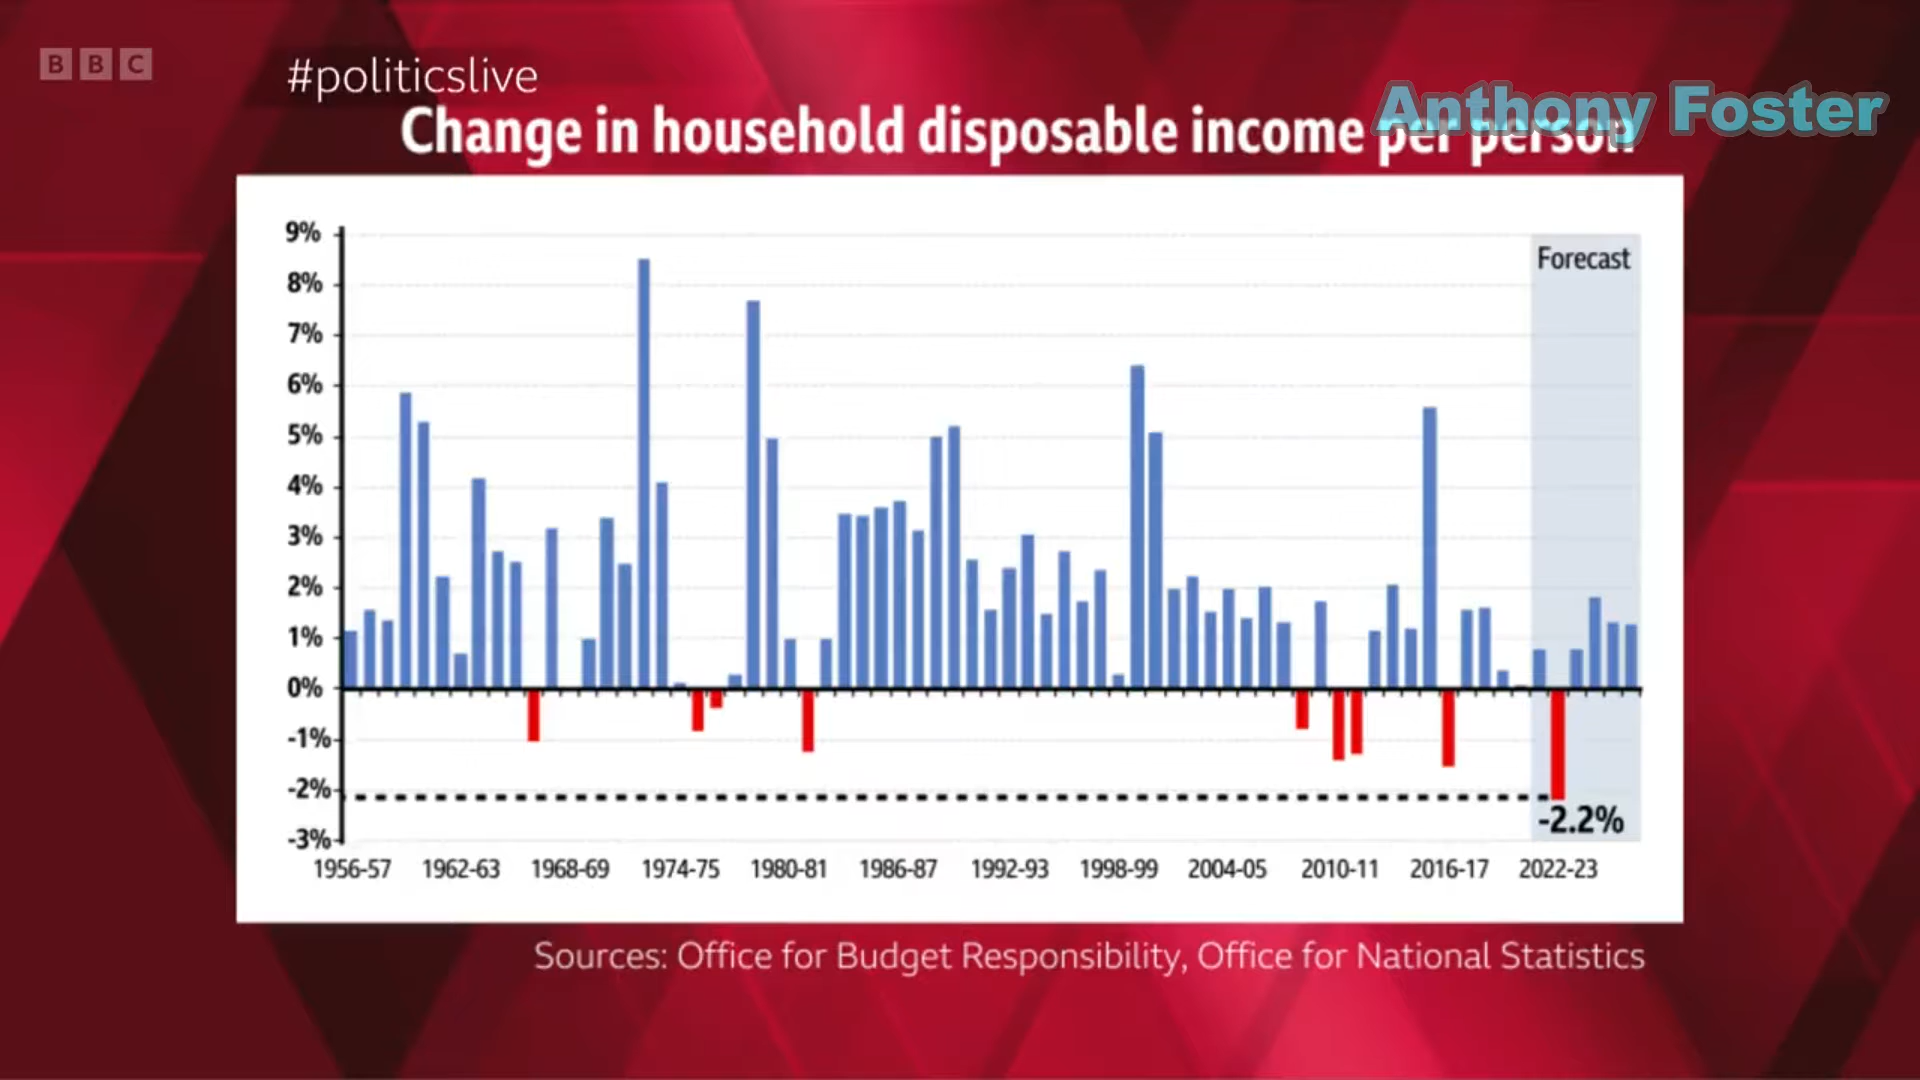 BBC
#politicslive
Anthony Foster
Change in household disposable income per person
9%
Forecast
8%
7%
6%
5%
4%
3%
2%
1%
0%
-1%
-2%
-2.2%
-3%
1956-57 1962-63 1968-69 1974-75 1980-81 1986-87 1992-93 1998-99 2004-05 2010-11 2016-17 2022-23
Sources: Office for Budget Responsibility, Office for National Statistics